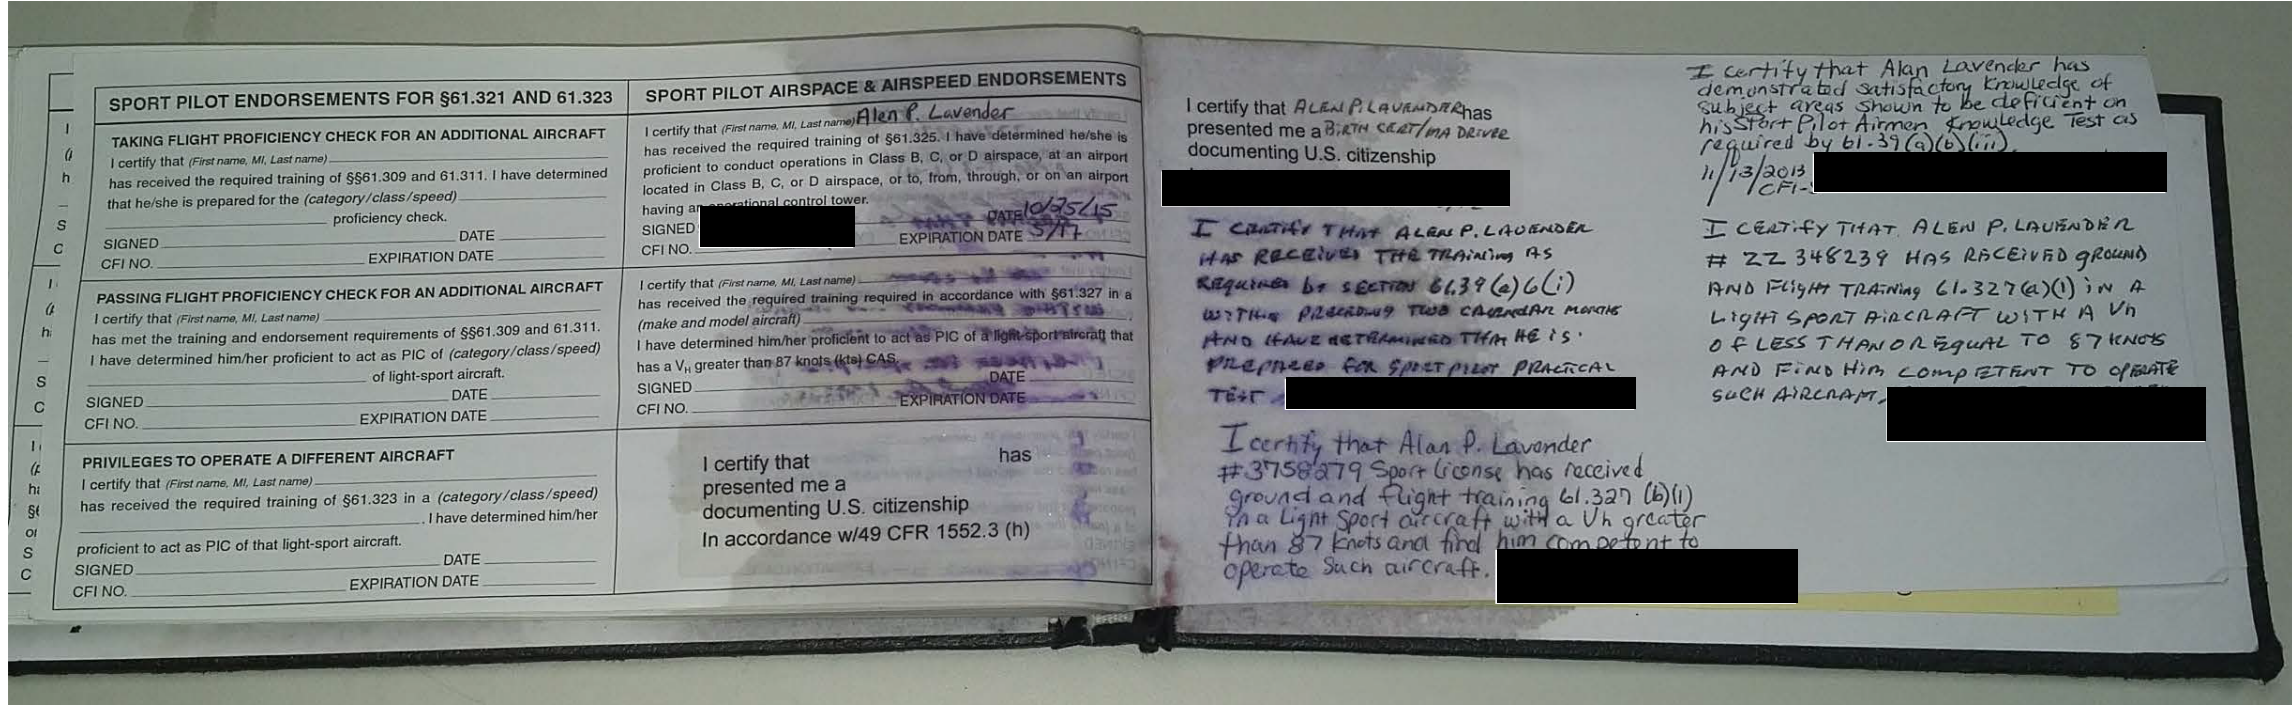 SPORT PILOT ENDORSEMENTS FOR §61.321 AND 61.323
TAKING FLIGHT PROFICIENCY CHECK FOR AN ADDITIONAL AIRCRAFT
I certify that (First name, MI, Last name)
has received the required training of §§61.309 and 61.311. I have determined
that he/she is prepared for the (category/class/speed)
proficiency check.
SIGNED DATE
CFI NO. EXPIRATION DATE
PASSING FLIGHT PROFICIENCY CHECK FOR AN ADDITIONAL AIRCRAFT
I certify that (First name, MI, Last name)
has met the training and endorsement requirements of §§61.309 and 61.311.
I have determined him/her proficient to act as PIC of (category/class/speed)
of light-sport aircraft.
SIGNED DATE
CFI NO. EXPIRATION DATE
PRIVILEGES TO OPERATE A DIFFERENT AIRCRAFT
I certify that (First name, MI, Last name)
has received the required training of §61.323 in a (category/class/speed)
. I have determined him/her
proficient to act as PIC of that light-sport aircraft.
SIGNED DATE
CFI NO. EXPIRATION DATE
SPORT PILOT AIRSPACE & AIRSPEED ENDORSEMENTS
I certify that (First name, MI, Last name) Alen P. Lavender
has received the required training of §61.325. I have determined he/she is
proficient to conduct operations in Class B, C, or D airspace, at an airport
located in Class B, C, or D airspace, or to, from, through, or on an airport
having an operational control tower.
SIGNED DATE 10/25/15
CFI NO. EXPIRATION DATE 5/17
I certify that (First name, MI, Last name)
has received the required training required in accordance with §61.327 in a
(make and model aircraft)
I have determined him/her proficient to act as PIC of a light-sport aircraft that
has a VH greater than 87 knots (kts) CAS.
SIGNED DATE
CFI NO. EXPIRATION DATE
I certify that has
presented me a
documenting U.S. citizenship
In accordance w/49 CFR 1552.3 (h)
I certify that ALEN P. LAVENDER has
presented me a BIRTH CERT/MA DRIVER
documenting U.S. citizenship
I CERTIFY THAT ALEN P. LAVENDER
HAS RECEIVED THE TRAINING AS
REQUIRED by SECTION 61.39(a)6(i)
WITHIN PRECEDING TWO CALENDAR MONTHS
AND HAVE DETERMINED THAT HE IS
PREPARED FOR SPORT PILOT PRACTICAL
TEST
I certify that Alan P. Lavender
#3758279 Sport license has received
ground and flight training 61.327 (b)(1)
in a Light Sport aircraft with a Vh greater
than 87 knots and find him competent to
operate Such aircraft.
I certify that Alan Lavender has
demonstrated satisfactory knowledge of
subject areas shown to be deficient on
his Sport Pilot Airmen Knowledge Test as
required by 61.39(a)(b)(iii).
11/13/2013
CFI-
I CERTIFY THAT ALEN P. LAVENDER
# ZZ 348239 HAS RECEIVED GROUND
AND FLIGHT TRAINING 61.327(a)(1) IN A
LIGHT SPORT AIRCRAFT WITH A Vh
OF LESS THAN OR EQUAL TO 87 KNOTS
AND FIND HIM COMPETENT TO OPERATE
SUCH AIRCRAFT.